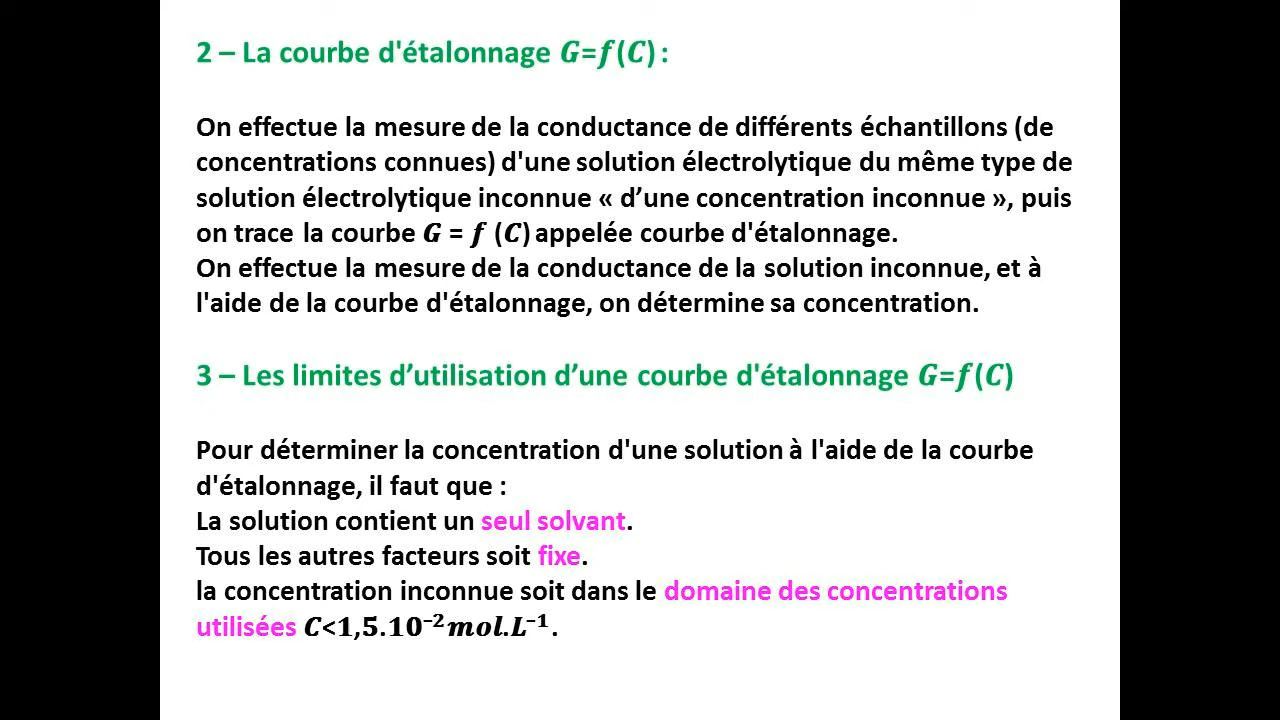 2 – La courbe d'étalonnage G=f(C) :
On effectue la mesure de la conductance de différents échantillons (de
concentrations connues) d'une solution électrolytique du même type de
solution électrolytique inconnue « d’une concentration inconnue », puis
on trace la courbe G = f (C) appelée courbe d'étalonnage.
On effectue la mesure de la conductance de la solution inconnue, et à
l'aide de la courbe d'étalonnage, on détermine sa concentration.
3 – Les limites d’utilisation d’une courbe d'étalonnage G=f(C)
Pour déterminer la concentration d'une solution à l'aide de la courbe
d'étalonnage, il faut que :
La solution contient un seul solvant.
Tous les autres facteurs soit fixe.
la concentration inconnue soit dans le domaine des concentrations
utilisées C<1,5.10⁻²mol.L⁻¹.